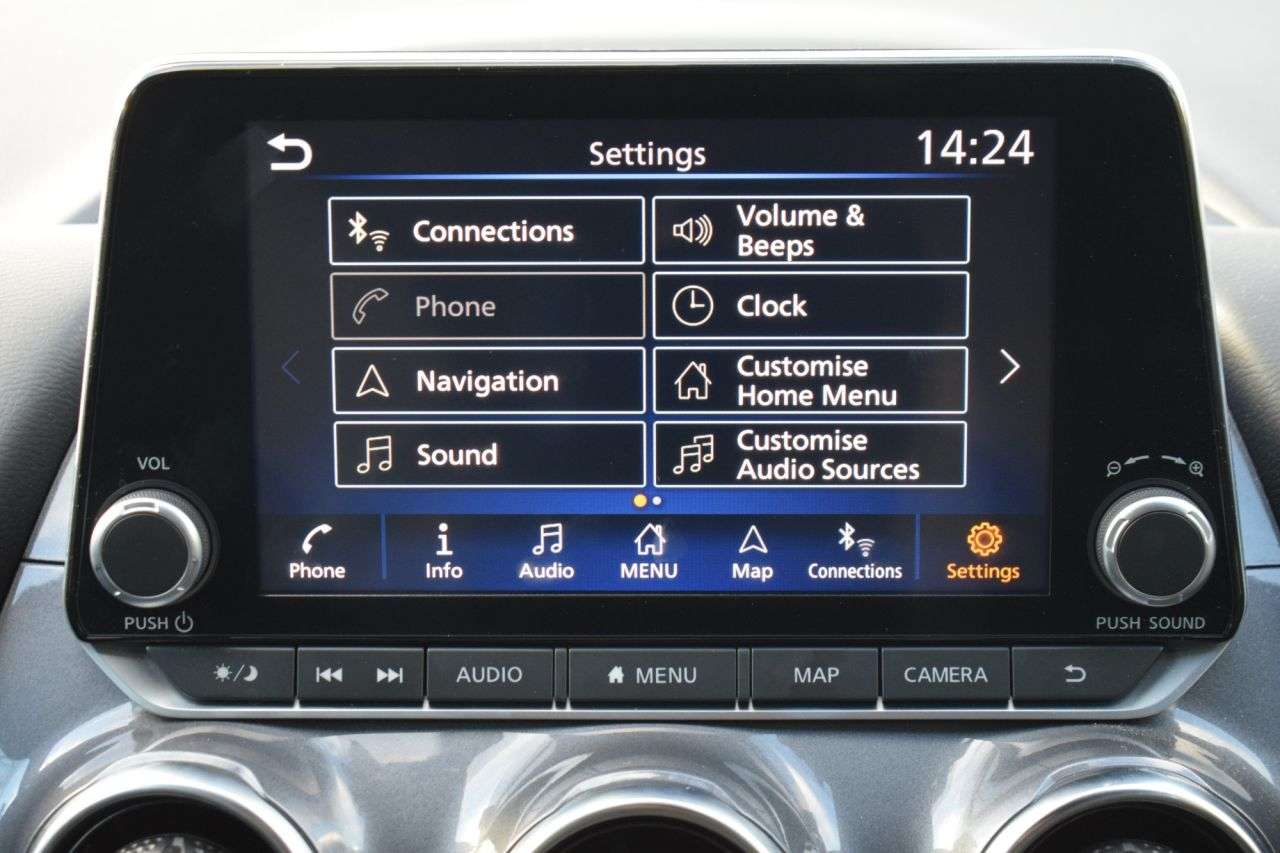 Settings
14:24
Connections
Volume &
Beeps
Phone
Clock
Navigation
Customise
Home Menu
Sound
Customise
Audio Sources
Phone
Info
Audio
MENU
Map
Connections
Settings
VOL
PUSH
PUSH SOUND
AUDIO
MENU
MAP
CAMERA